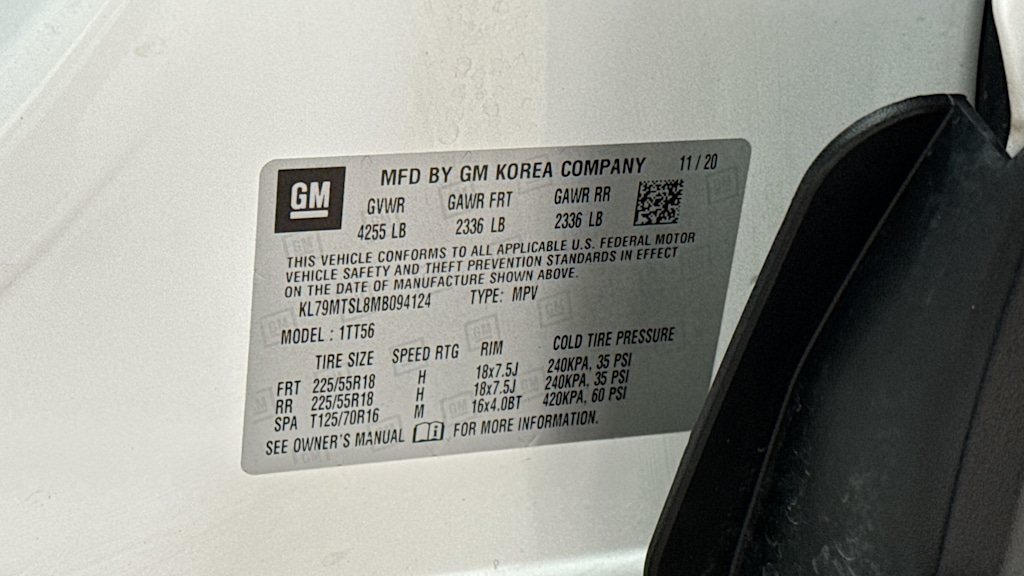 GM
MFD BY GM KOREA COMPANY 11 / 20
GVWR GAWR FRT GAWR RR
4255 LB 2336 LB 2336 LB
THIS VEHICLE CONFORMS TO ALL APPLICABLE U.S. FEDERAL MOTOR
VEHICLE SAFETY AND THEFT PREVENTION STANDARDS IN EFFECT
ON THE DATE OF MANUFACTURE SHOWN ABOVE.
KL79MTSL8MB094124 TYPE: MPV
MODEL : 1TT56
TIRE SIZE SPEED RTG RIM COLD TIRE PRESSURE
FRT 225/55R18 H 18x7.5J 240KPA, 35 PSI
RR 225/55R18 H 18x7.5J 240KPA, 35 PSI
SPA T125/70R16 M 16x4.0BT 420KPA, 60 PSI
SEE OWNER'S MANUAL FOR MORE INFORMATION.